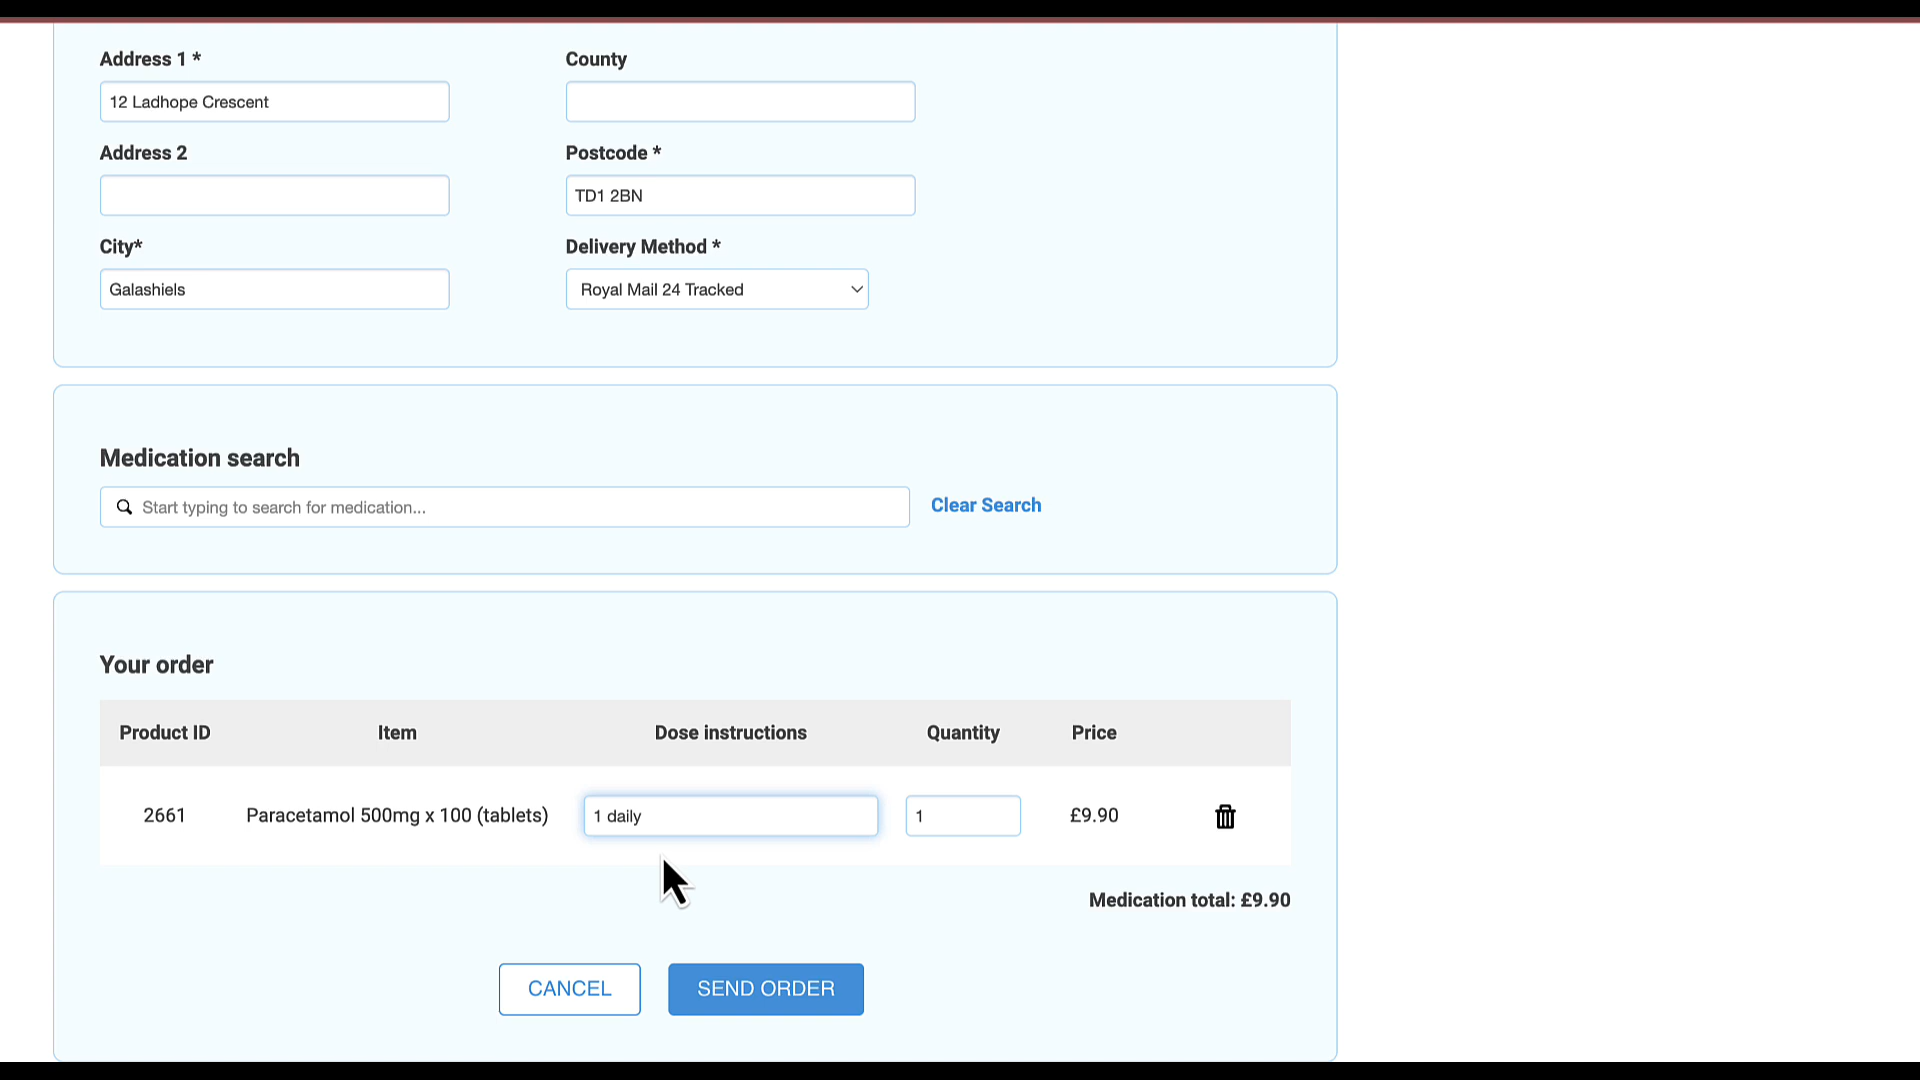 Address 1 *
County
12 Ladhope Crescent
Address 2
Postcode *
TD1 2BN
City*
Delivery Method *
Galashiels
Royal Mail 24 Tracked
Medication search
Start typing to search for medication...
Clear Search
Your order
Product ID Item Dose instructions Quantity Price
2661 Paracetamol 500mg x 100 (tablets) 1 daily 1 £9.90
Medication total: £9.90
CANCEL
SEND ORDER